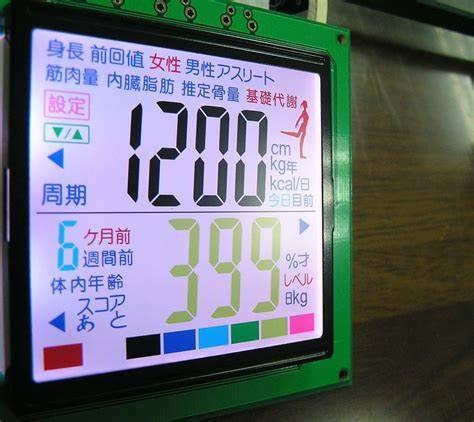 身長 前回値 女性 男性アスリート
筋肉量 内臓脂肪 推定骨量 基礎代謝
設定
▼/▲
◀ 1200 cm
kg年
kcal/日
周期 今日目前
6 ケ月前 399 ▶
週間前 %才
体内年齢 レベル
◀ スコア 日kg
あと